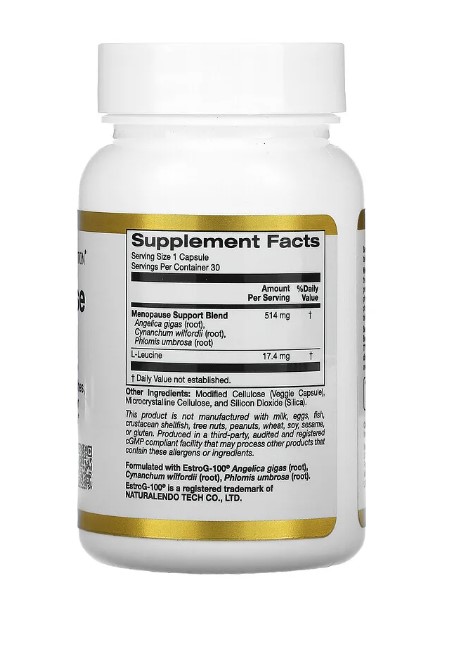 Supplement Facts
Serving Size 1 Capsule
Servings Per Container 30
Amount Per Serving %Daily Value
Menopause Support Blend 514 mg †
Angelica gigas (root),
Cynanchum wilfordii (root),
Phlomis umbrosa (root)
L-Leucine 17.4 mg †
† Daily Value not established.
Other Ingredients: Modified Cellulose (Veggie Capsule),
Microcrystalline Cellulose, and Silicon Dioxide (Silica).
This product is not manufactured with milk, eggs, fish,
crustacean shellfish, tree nuts, peanuts, wheat, soy, sesame,
or gluten. Produced in a third-party, audited and registered
cGMP compliant facility that may process other products that
contain these allergens or ingredients.
Formulated with EstroG-100® Angelica gigas (root),
Cynanchum wilfordii (root), Phlomis umbrosa (root).
EstroG-100® is a registered trademark of
NATURALENDO TECH CO., LTD.